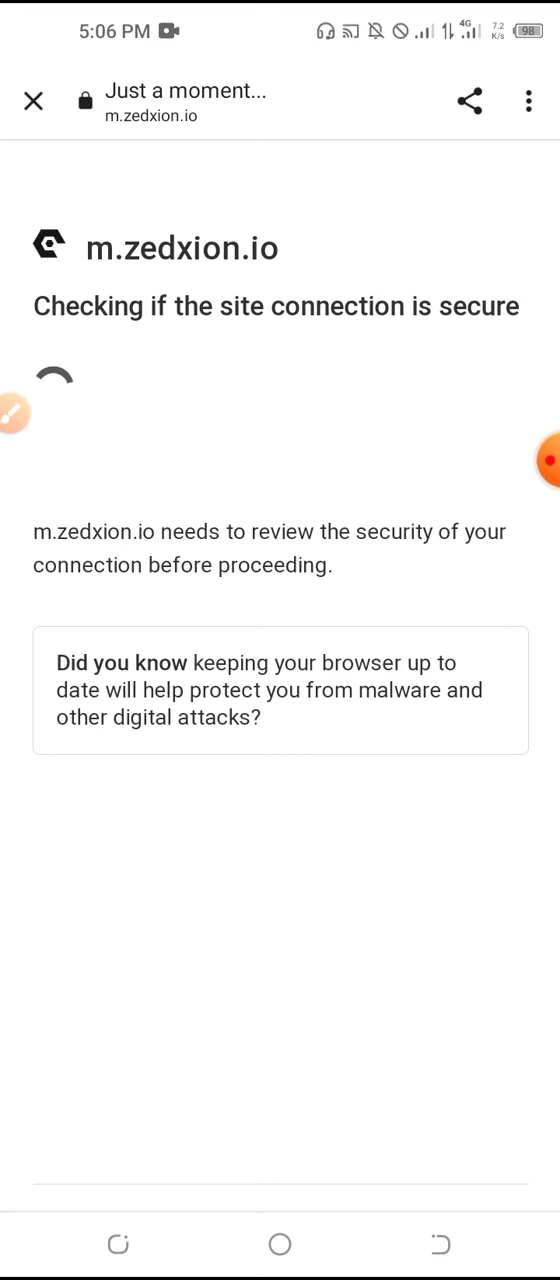 5:06 PM
4G
7.2
K/s
98
Just a moment...
m.zedxion.io
m.zedxion.io
Checking if the site connection is secure
m.zedxion.io needs to review the security of your
connection before proceeding.
Did you know keeping your browser up to
date will help protect you from malware and
other digital attacks?